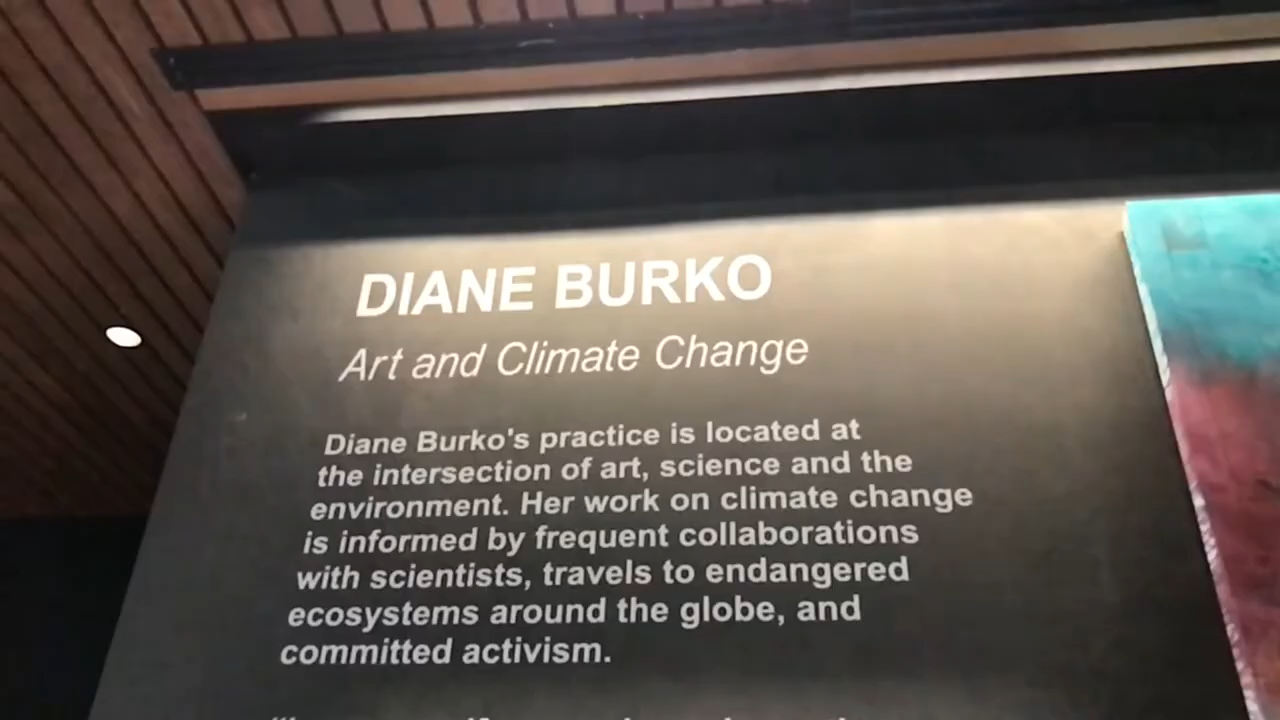 DIANE BURKO
Art and Climate Change
Diane Burko's practice is located at
the intersection of art, science and the
environment. Her work on climate change
is informed by frequent collaborations
with scientists, travels to endangered
ecosystems around the globe, and
committed activism.